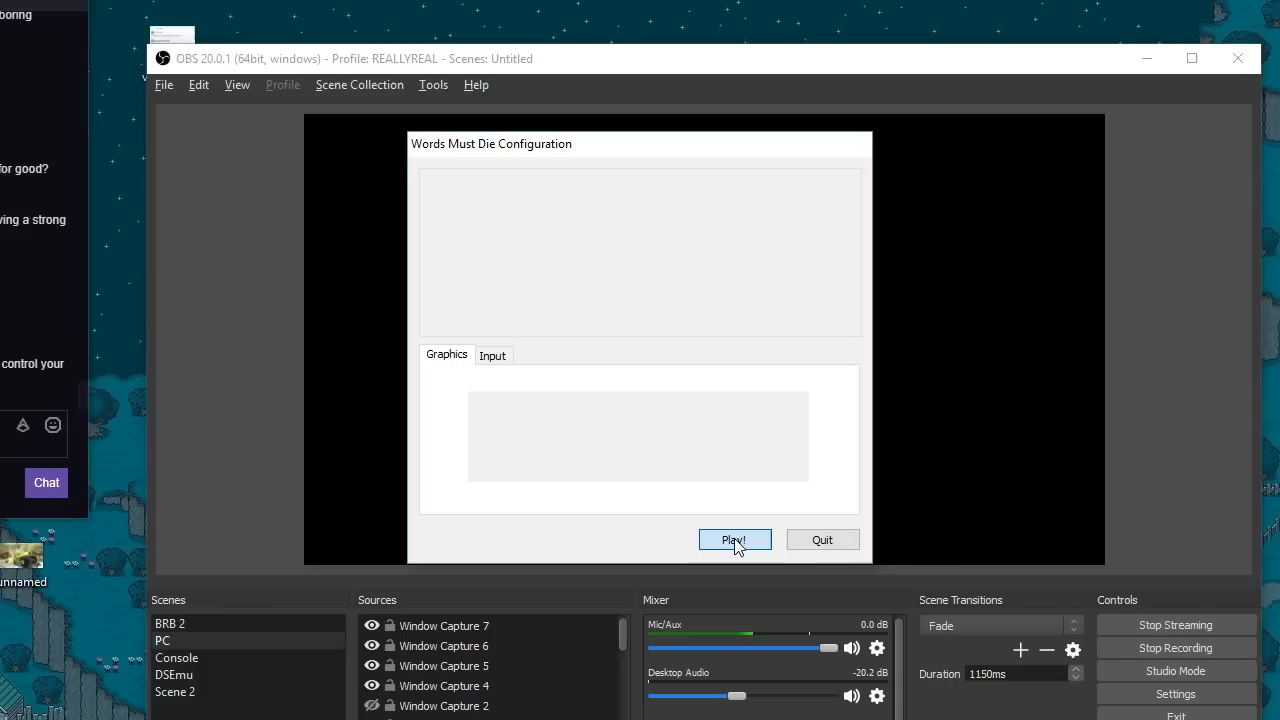 boring
for good?
ving a strong
control your
Chat
unnamed
OBS 20.0.1 (64bit, windows) - Profile: REALLYREAL - Scenes: Untitled
File Edit View Profile Scene Collection Tools Help
Words Must Die Configuration
Graphics Input
Play! Quit
Scenes
BRB 2
PC
Console
DSEmu
Scene 2
Sources
Window Capture 7
Window Capture 6
Window Capture 5
Window Capture 4
Window Capture 2
Mixer
Mic/Aux 0.0 dB
Desktop Audio -20.2 dB
Scene Transitions
Fade
Duration 1150ms
Controls
Stop Streaming
Stop Recording
Studio Mode
Settings
Exit